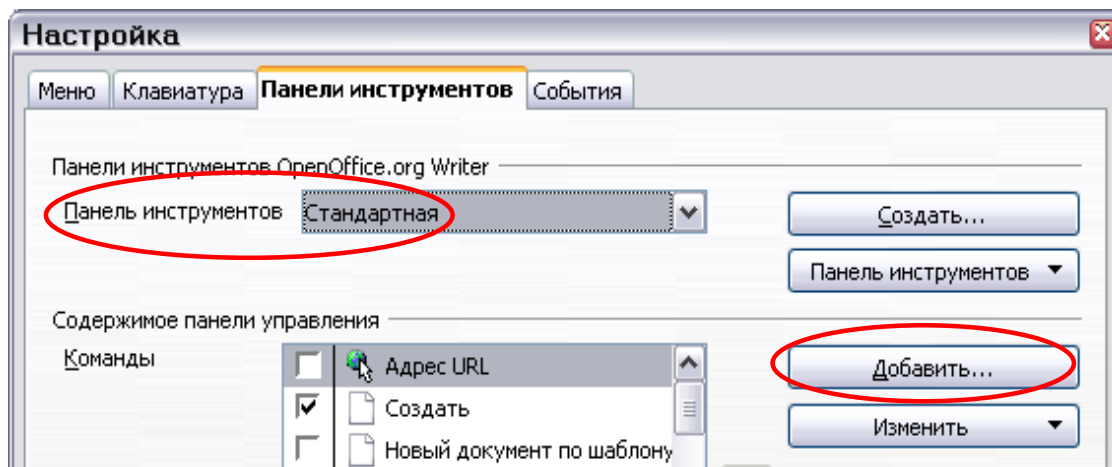 Настройка
Меню Клавиатура Панели инструментов События
Панели инструментов OpenOffice.org Writer
Панель инструментов Стандартная Создать...
Панель инструментов
Содержимое панели управления
Команды Адрес URL Добавить...
Создать Изменить
Новый документ по шаблону